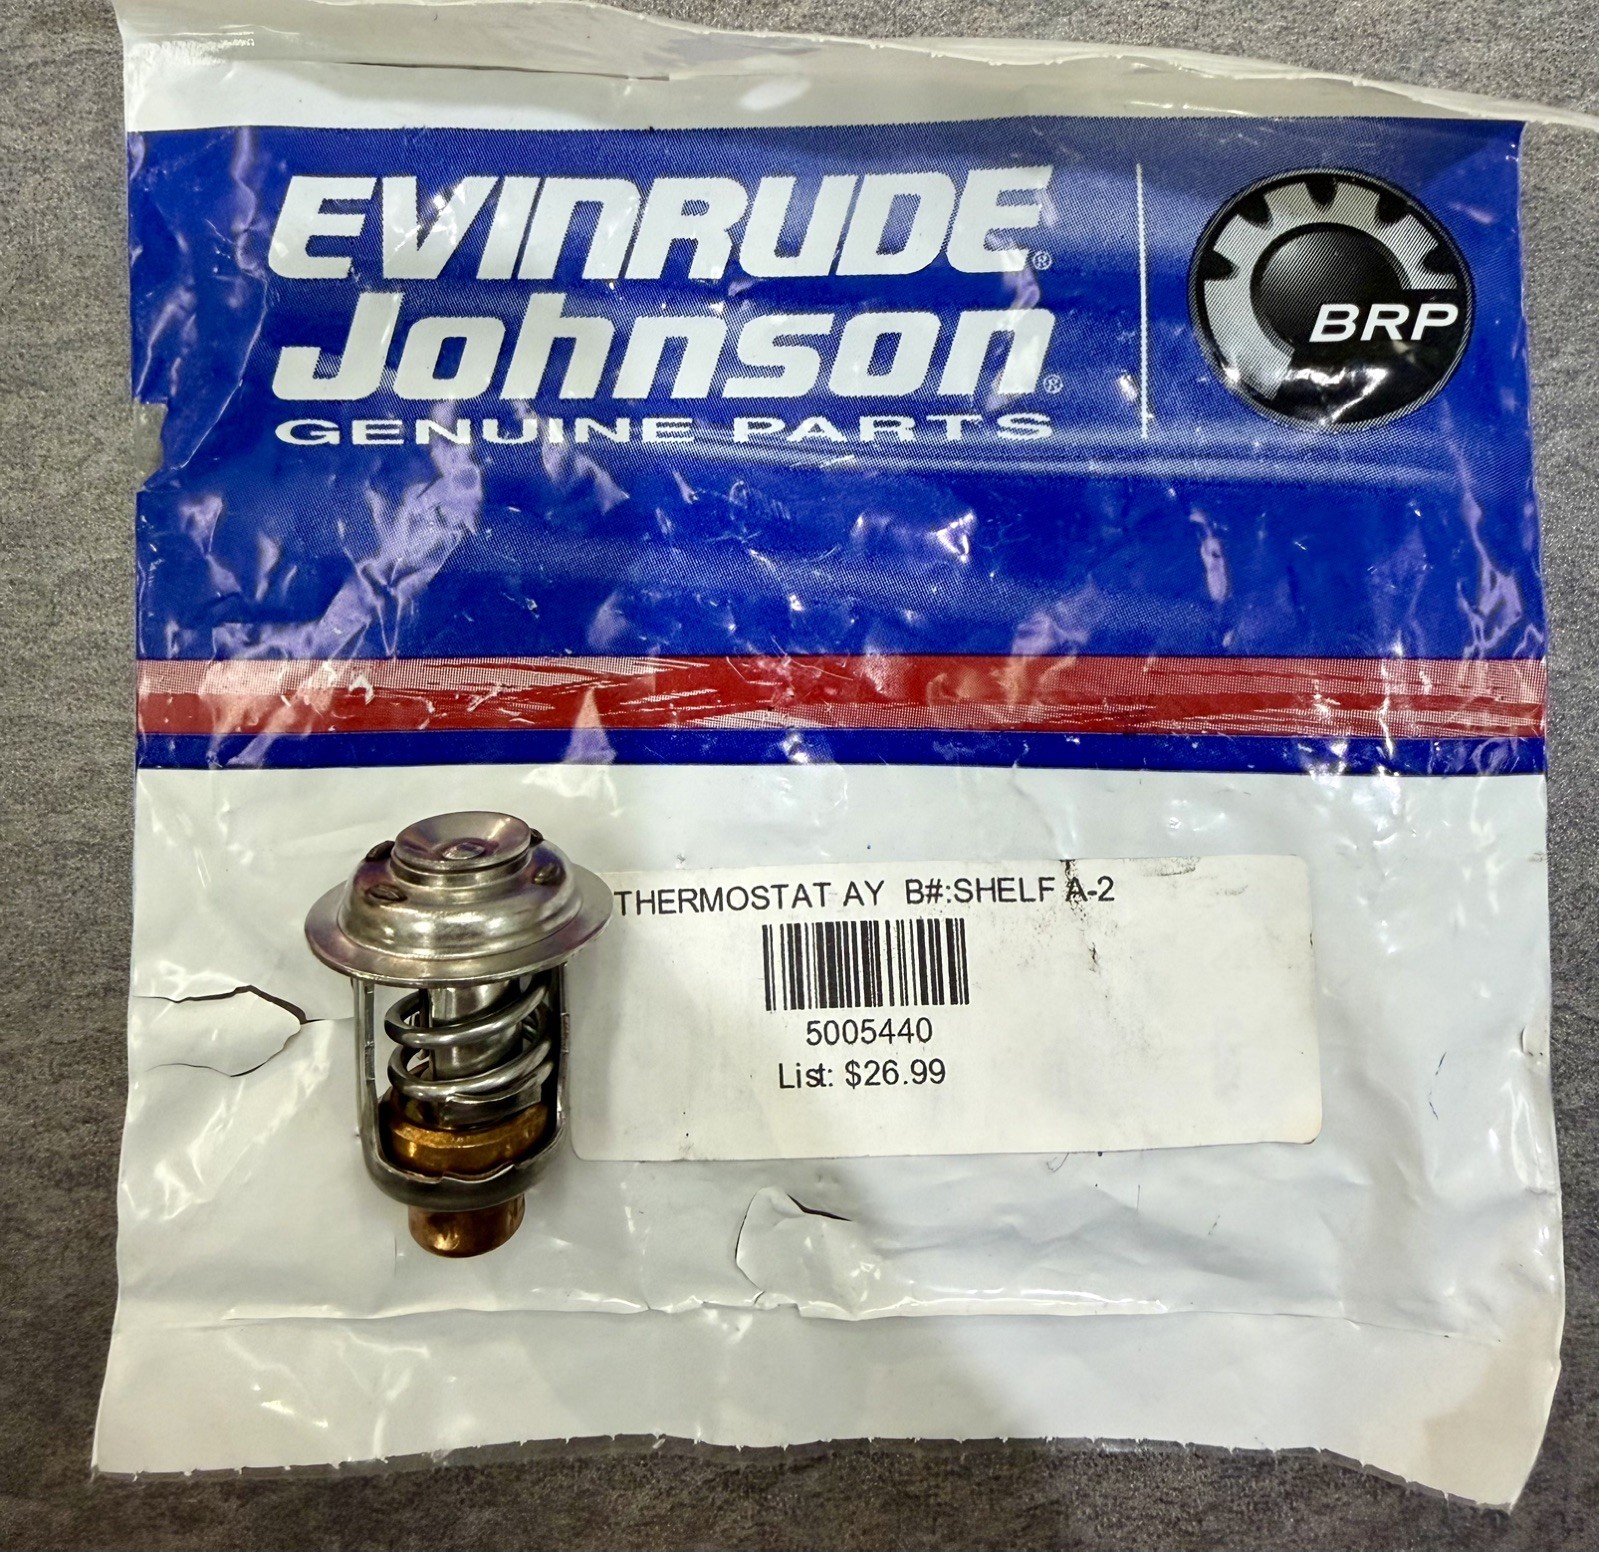 EVINRUDE®
Johnson®
GENUINE PARTS
BRP
THERMOSTAT AY B#:SHELF A-2
5005440
List: $26.99